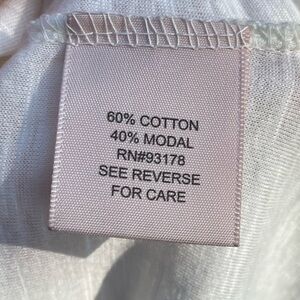 60% COTTON
40% MODAL
RN#93178
SEE REVERSE
FOR CARE